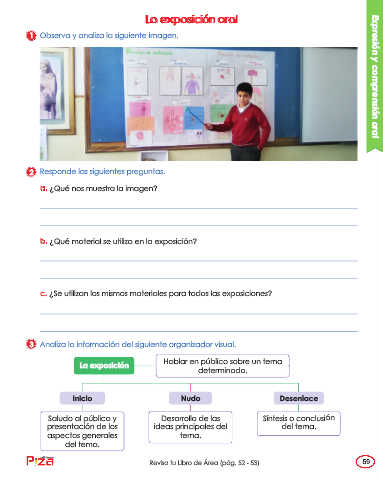 La exposición oral
1 Observa y analiza la siguiente imagen.
2 Responde las siguientes preguntas.
a. ¿Qué nos muestra la imagen?
b. ¿Qué material se utiliza en la exposición?
c. ¿Se utilizan los mismos materiales para todas las exposiciones?
3 Analiza la información del siguiente organizador visual.
La exposición
Hablar en público sobre un tema
determinado.
Inicio
Nudo
Desenlace
Saluda al público y
presentación de los
aspectos generales
del tema.
Desarrollo de las
ideas principales del
tema.
Síntesis o conclusión
del tema.
Revisa tu Libro de Área (pág. 52 - 53)
59
Expresión y comprensión oral